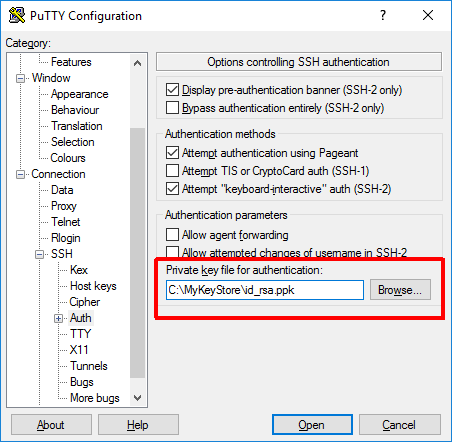 PuTTY Configuration
Category:
Features
Window
Appearance
Behaviour
Translation
Selection
Colours
Connection
Data
Proxy
Telnet
Rlogin
SSH
Kex
Host keys
Cipher
Auth
TTY
X11
Tunnels
Bugs
More bugs
Options controlling SSH authentication
Display pre-authentication banner (SSH-2 only)
Bypass authentication entirely (SSH-2 only)
Authentication methods
Attempt authentication using Pageant
Attempt TIS or CryptoCard auth (SSH-1)
Attempt "keyboard-interactive" auth (SSH-2)
Authentication parameters
Allow agent forwarding
Allow attempted changes of username in SSH-2
Private key file for authentication:
C:\MyKeyStore\id_rsa.ppk
Browse...
About
Help
Open
Cancel